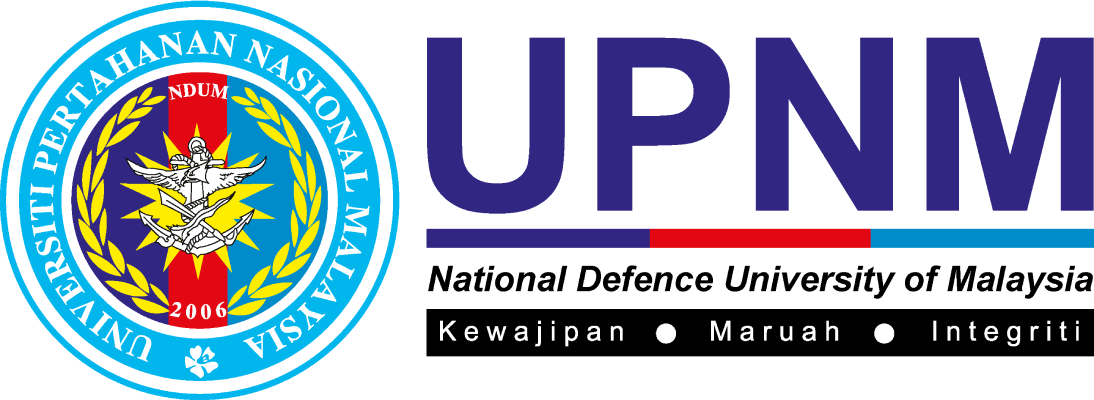 UNIVERSITI PERTAHANAN NASIONAL MALAYSIA
NDUM
2006
UPNM
National Defence University of Malaysia
Kewajipan ● Maruah ● Integriti